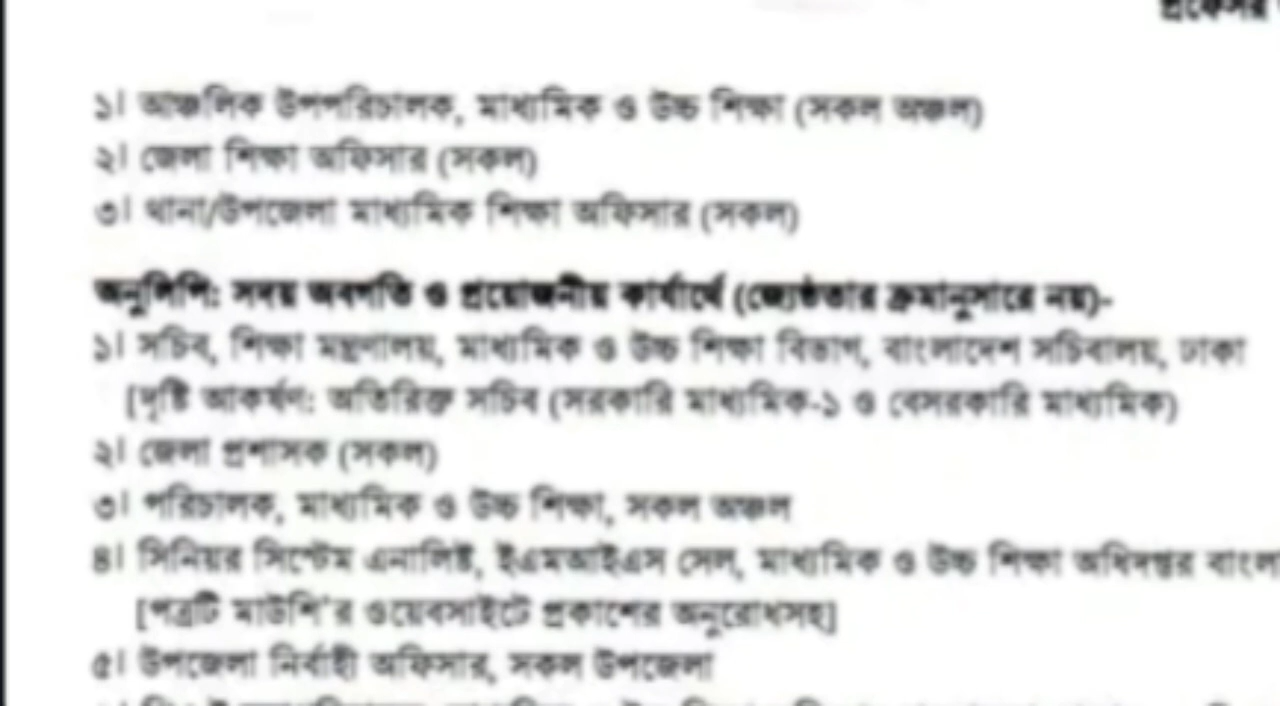 প্রফেসর
১। আঞ্চলিক উপপরিচালক, মাধ্যমিক ও উচ্চ শিক্ষা (সকল অঞ্চল)
২। জেলা শিক্ষা অফিসার (সকল)
৩। থানা/উপজেলা মাধ্যমিক শিক্ষা অফিসার (সকল)
অনুলিপি: সদয় অবগতি ও প্রয়োজনীয় কার্যার্থে (জ্যেষ্ঠতার ক্রমানুসারে নয়)-
১। সচিব, শিক্ষা মন্ত্রণালয়, মাধ্যমিক ও উচ্চ শিক্ষা বিভাগ, বাংলাদেশ সচিবালয়, ঢাকা
[দৃষ্টি আকর্ষণ: অতিরিক্ত সচিব (সরকারি মাধ্যমিক-১ ও বেসরকারি মাধ্যমিক)
২। জেলা প্রশাসক (সকল)
৩। পরিচালক, মাধ্যমিক ও উচ্চ শিক্ষা, সকল অঞ্চল
৪। সিনিয়র সিস্টেম এনালিষ্ট, ইএমআইএস সেল, মাধ্যমিক ও উচ্চ শিক্ষা অধিদপ্তর বাংলা
[পত্রটি মাউশি'র ওয়েবসাইটে প্রকাশের অনুরোধসহ]
৫। উপজেলা নির্বাহী অফিসার, সকল উপজেলা